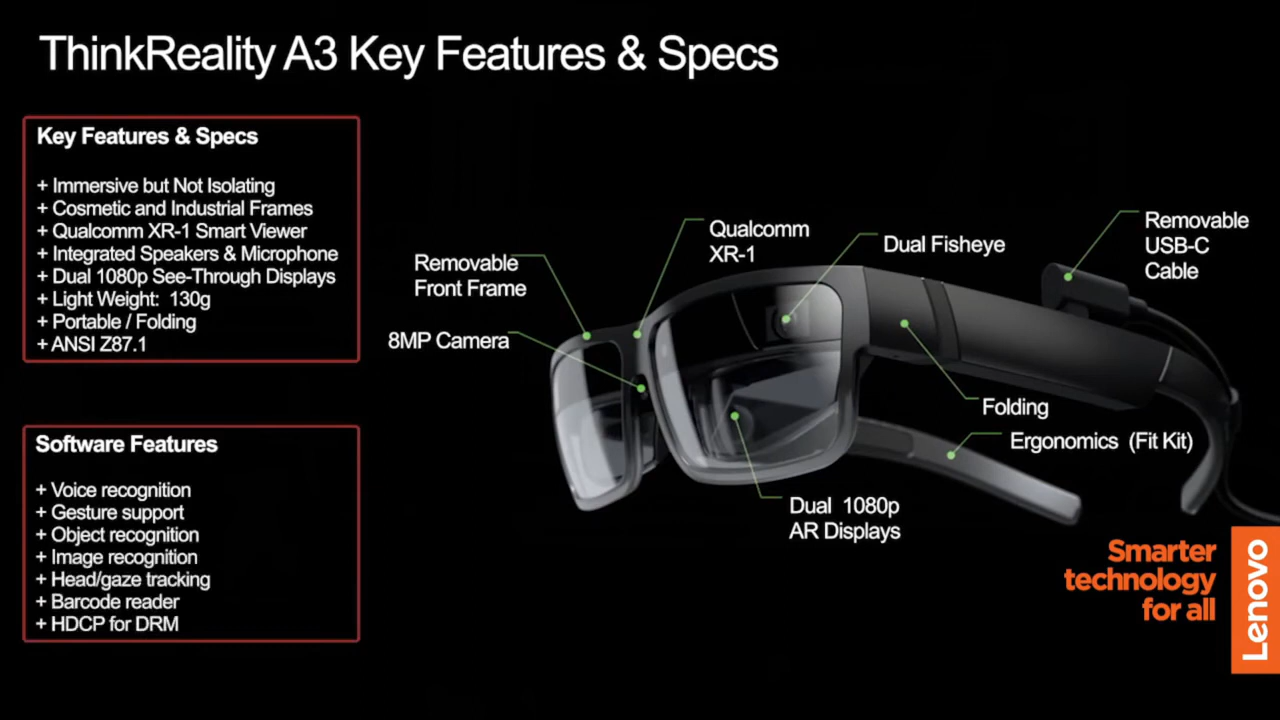 ThinkReality A3 Key Features & Specs
Key Features & Specs
+ Immersive but Not Isolating
+ Cosmetic and Industrial Frames
+ Qualcomm XR-1 Smart Viewer
+ Integrated Speakers & Microphone
+ Dual 1080p See-Through Displays
+ Light Weight: 130g
+ Portable / Folding
+ ANSI Z87.1
Software Features
+ Voice recognition
+ Gesture support
+ Object recognition
+ Image recognition
+ Head/gaze tracking
+ Barcode reader
+ HDCP for DRM
Removable
Front Frame
8MP Camera
Qualcomm
XR-1
Dual Fisheye
Removable
USB-C
Cable
Folding
Ergonomics (Fit Kit)
Dual 1080p
AR Displays
Smarter
technology
for all
Lenovo